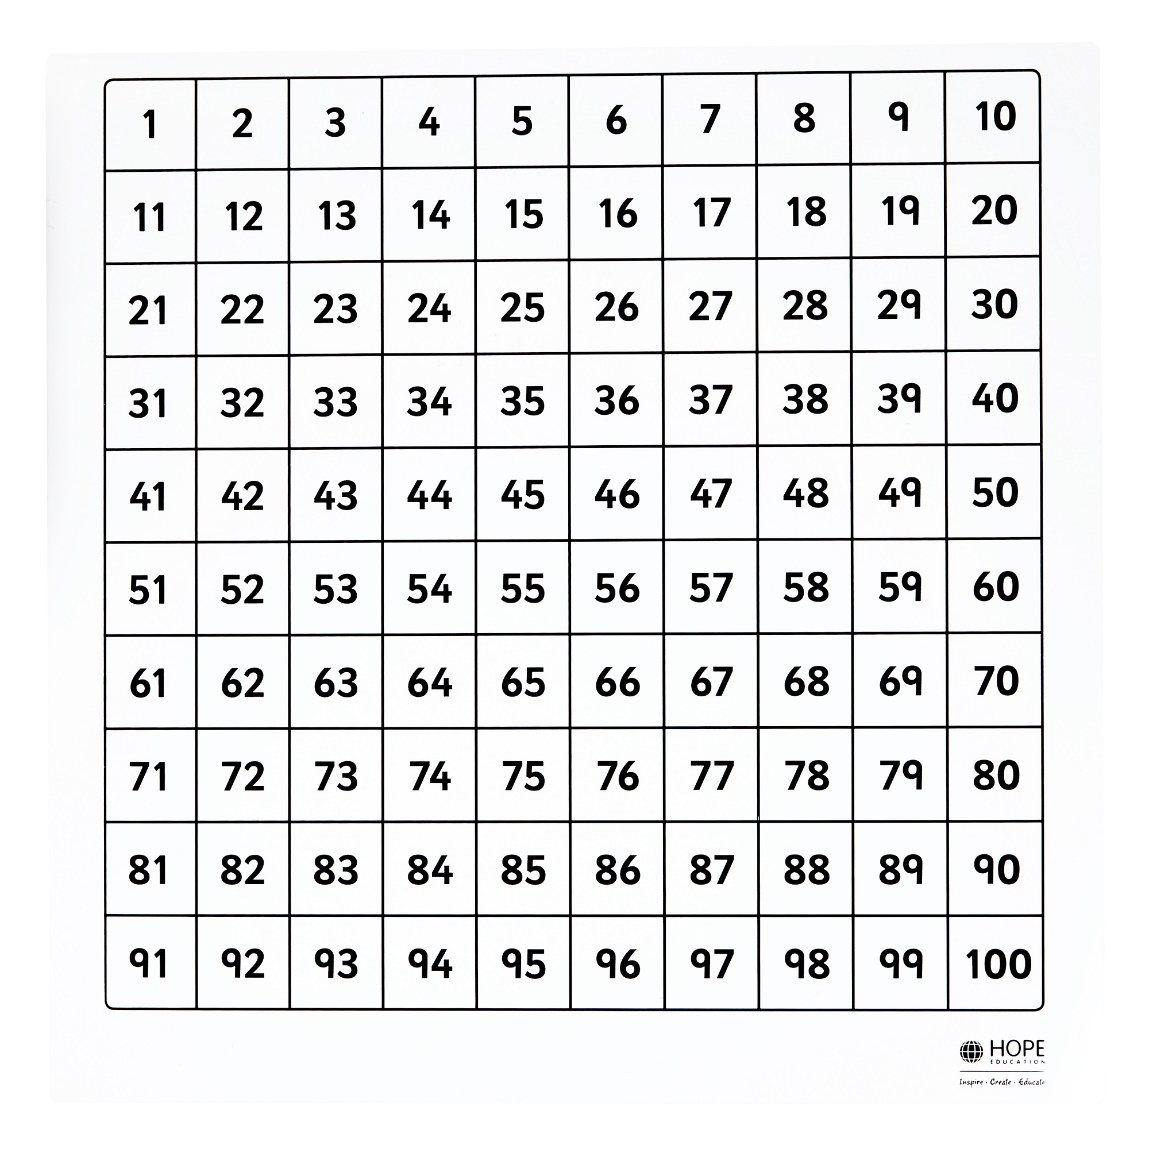 1 2 3 4 5 6 7 8 9 10
11 12 13 14 15 16 17 18 19 20
21 22 23 24 25 26 27 28 29 30
31 32 33 34 35 36 37 38 39 40
41 42 43 44 45 46 47 48 49 50
51 52 53 54 55 56 57 58 59 60
61 62 63 64 65 66 67 68 69 70
71 72 73 74 75 76 77 78 79 80
81 82 83 84 85 86 87 88 89 90
91 92 93 94 95 96 97 98 99 100
HOPE
EDUCATION
Inspire · Create · Educate